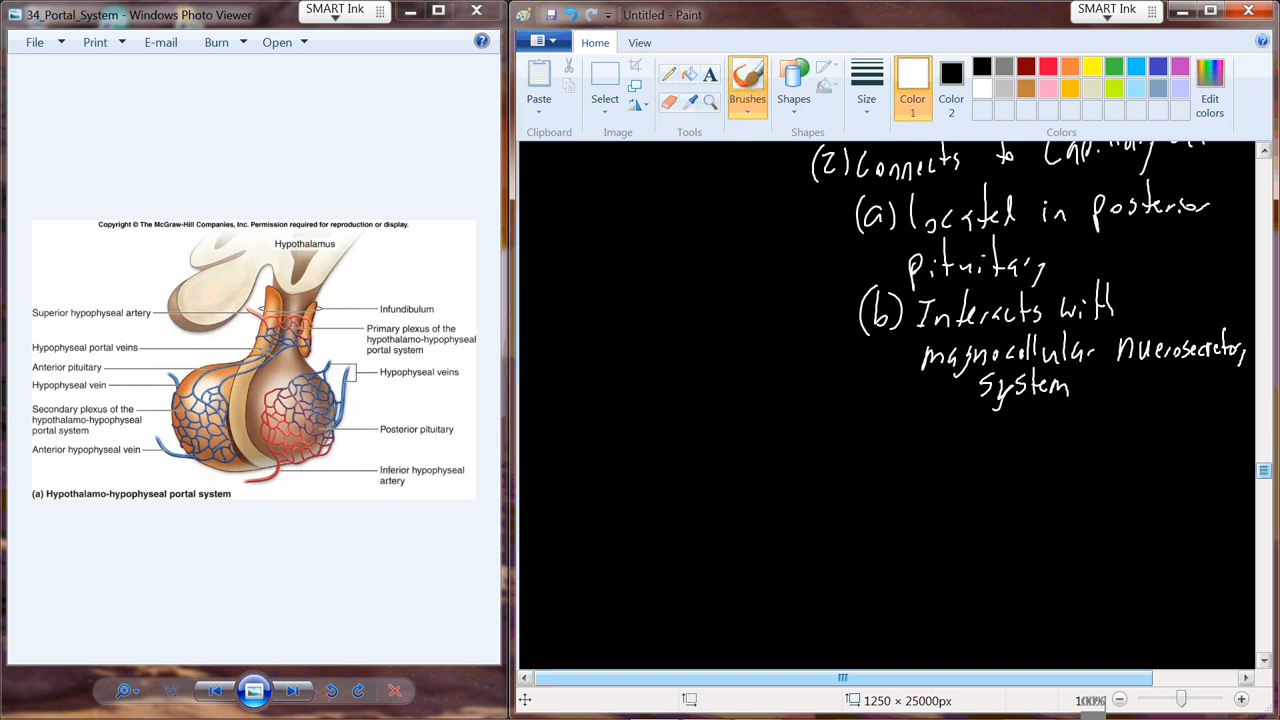 34_Portal_System - Windows Photo Viewer
SMART Ink
File Print E-mail Burn Open
Copyright © The McGraw-Hill Companies, Inc. Permission required for reproduction or display.
Hypothalamus
Superior hypophyseal artery
Hypophyseal portal veins
Anterior pituitary
Hypophyseal vein
Secondary plexus of the
hypothalamo-hypophyseal
portal system
Anterior hypophyseal vein
Infundibulum
Primary plexus of the
hypothalamo-hypophyseal
portal system
Hypophyseal veins
Posterior pituitary
Inferior hypophyseal
artery
(a) Hypothalamo-hypophyseal portal system
Untitled - Paint
SMART Ink
Home View
Paste
Select
Brushes
Shapes
Size
Color
1
Color
2
Edit
colors
Clipboard Image Tools Shapes Colors
(2) Connects to
(a) located in posterior
pituitary
(b) Interacts with
magnocollular nuerosecretory
system
1250 × 25000px
100%